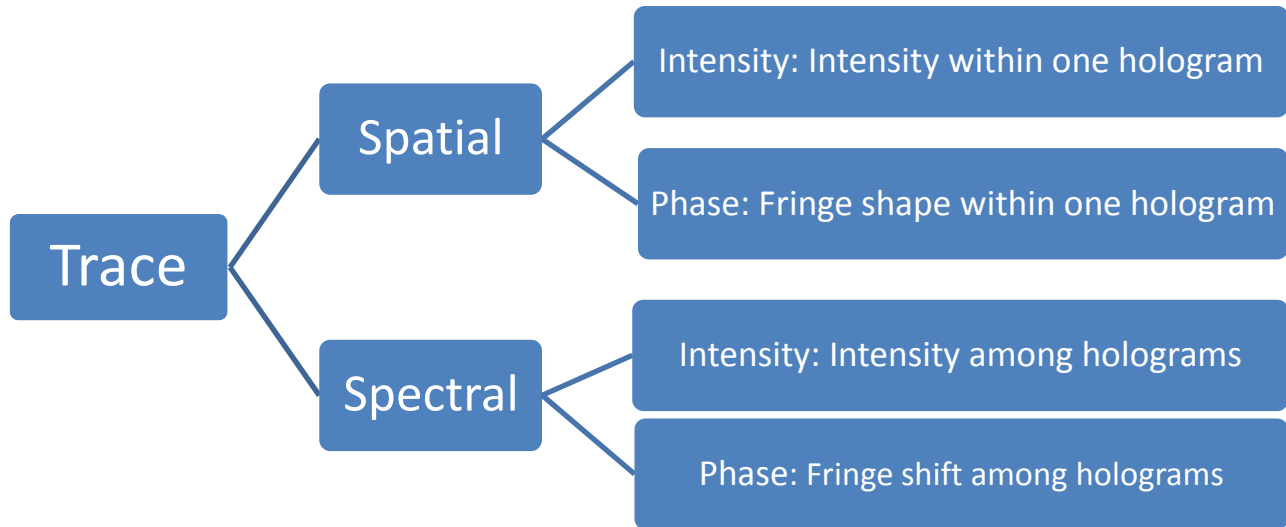 Trace
Spatial
Intensity: Intensity within one hologram
Phase: Fringe shape within one hologram
Spectral
Intensity: Intensity among holograms
Phase: Fringe shift among holograms